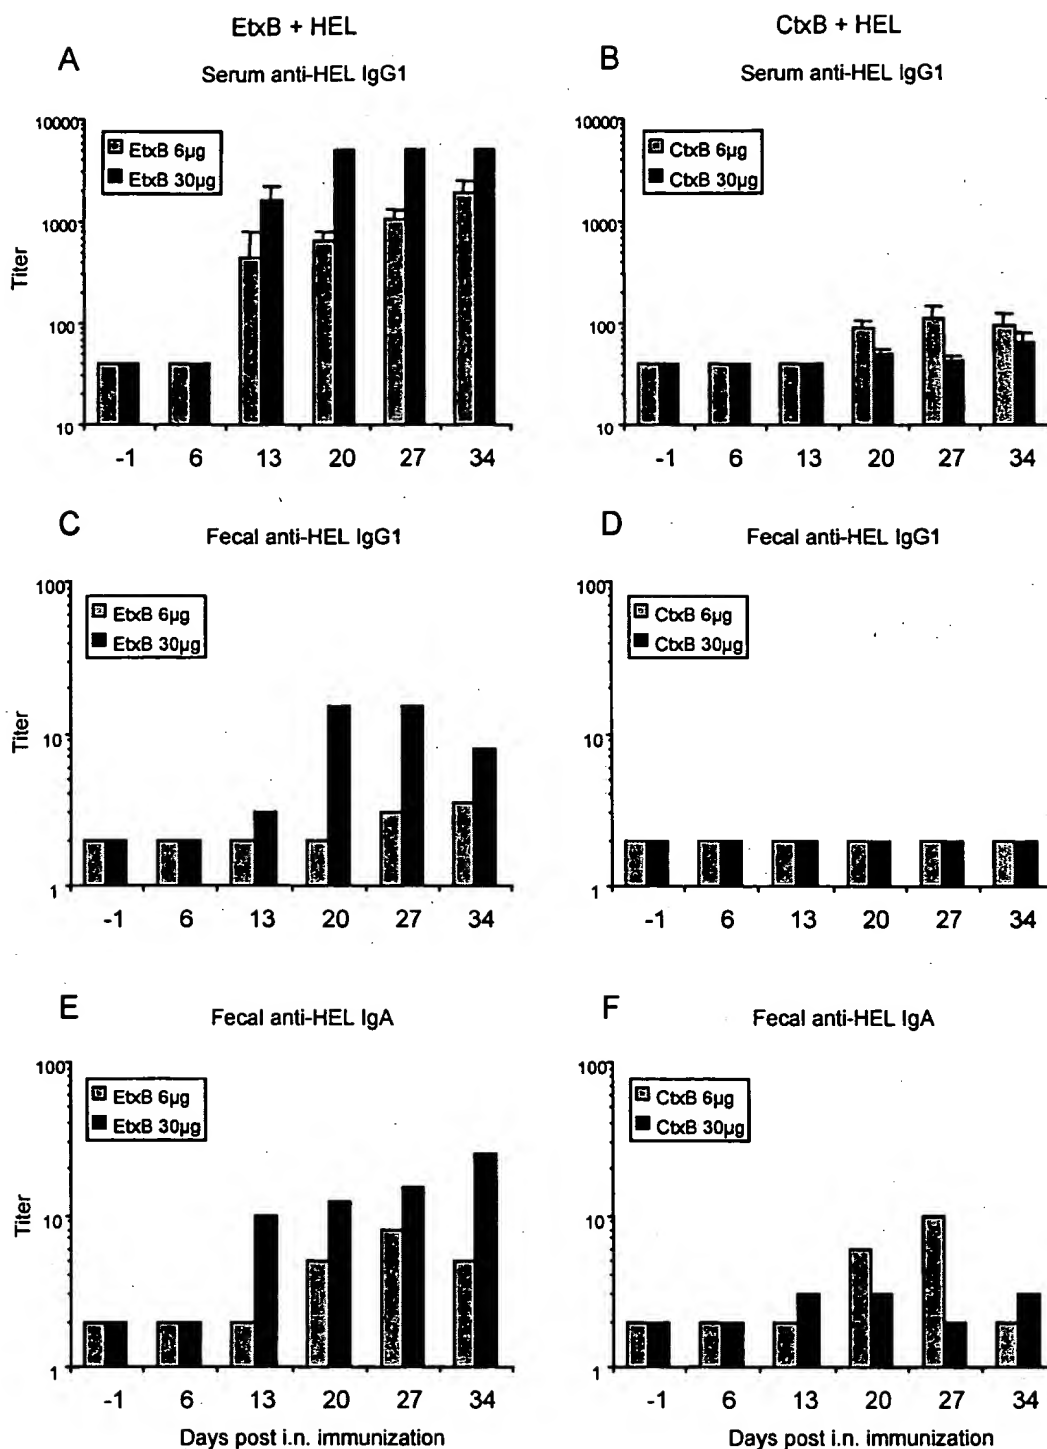 EtxB + HEL
CtxB + HEL
A
Serum anti-HEL IgG1
10000
1000
100
10
Titer
EtxB 6µg
EtxB 30µg
-1 6 13 20 27 34
B
Serum anti-HEL IgG1
10000
1000
100
10
CtxB 6µg
CtxB 30µg
-1 6 13 20 27 34
C
Fecal anti-HEL IgG1
100
10
1
Titer
EtxB 6µg
EtxB 30µg
-1 6 13 20 27 34
D
Fecal anti-HEL IgG1
100
10
1
CtxB 6µg
CtxB 30µg
-1 6 13 20 27 34
E
Fecal anti-HEL IgA
100
10
1
Titer
EtxB 6µg
EtxB 30µg
-1 6 13 20 27 34
Days post i.n. immunization
F
Fecal anti-HEL IgA
100
10
1
CtxB 6µg
CtxB 30µg
-1 6 13 20 27 34
Days post i.n. immunization